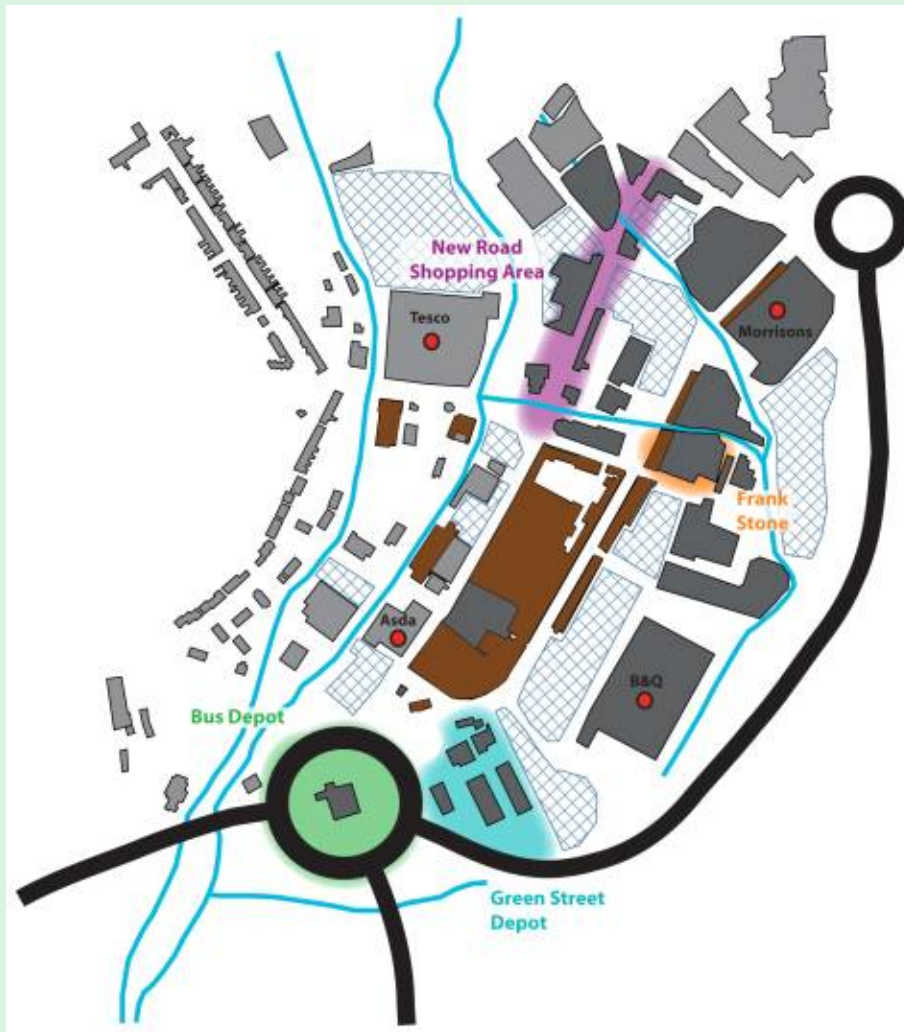 New Road
Shopping Area
Tesco
Morrisons
Frank
Stone
Asda
B&Q
Bus Depot
Green Street
Depot